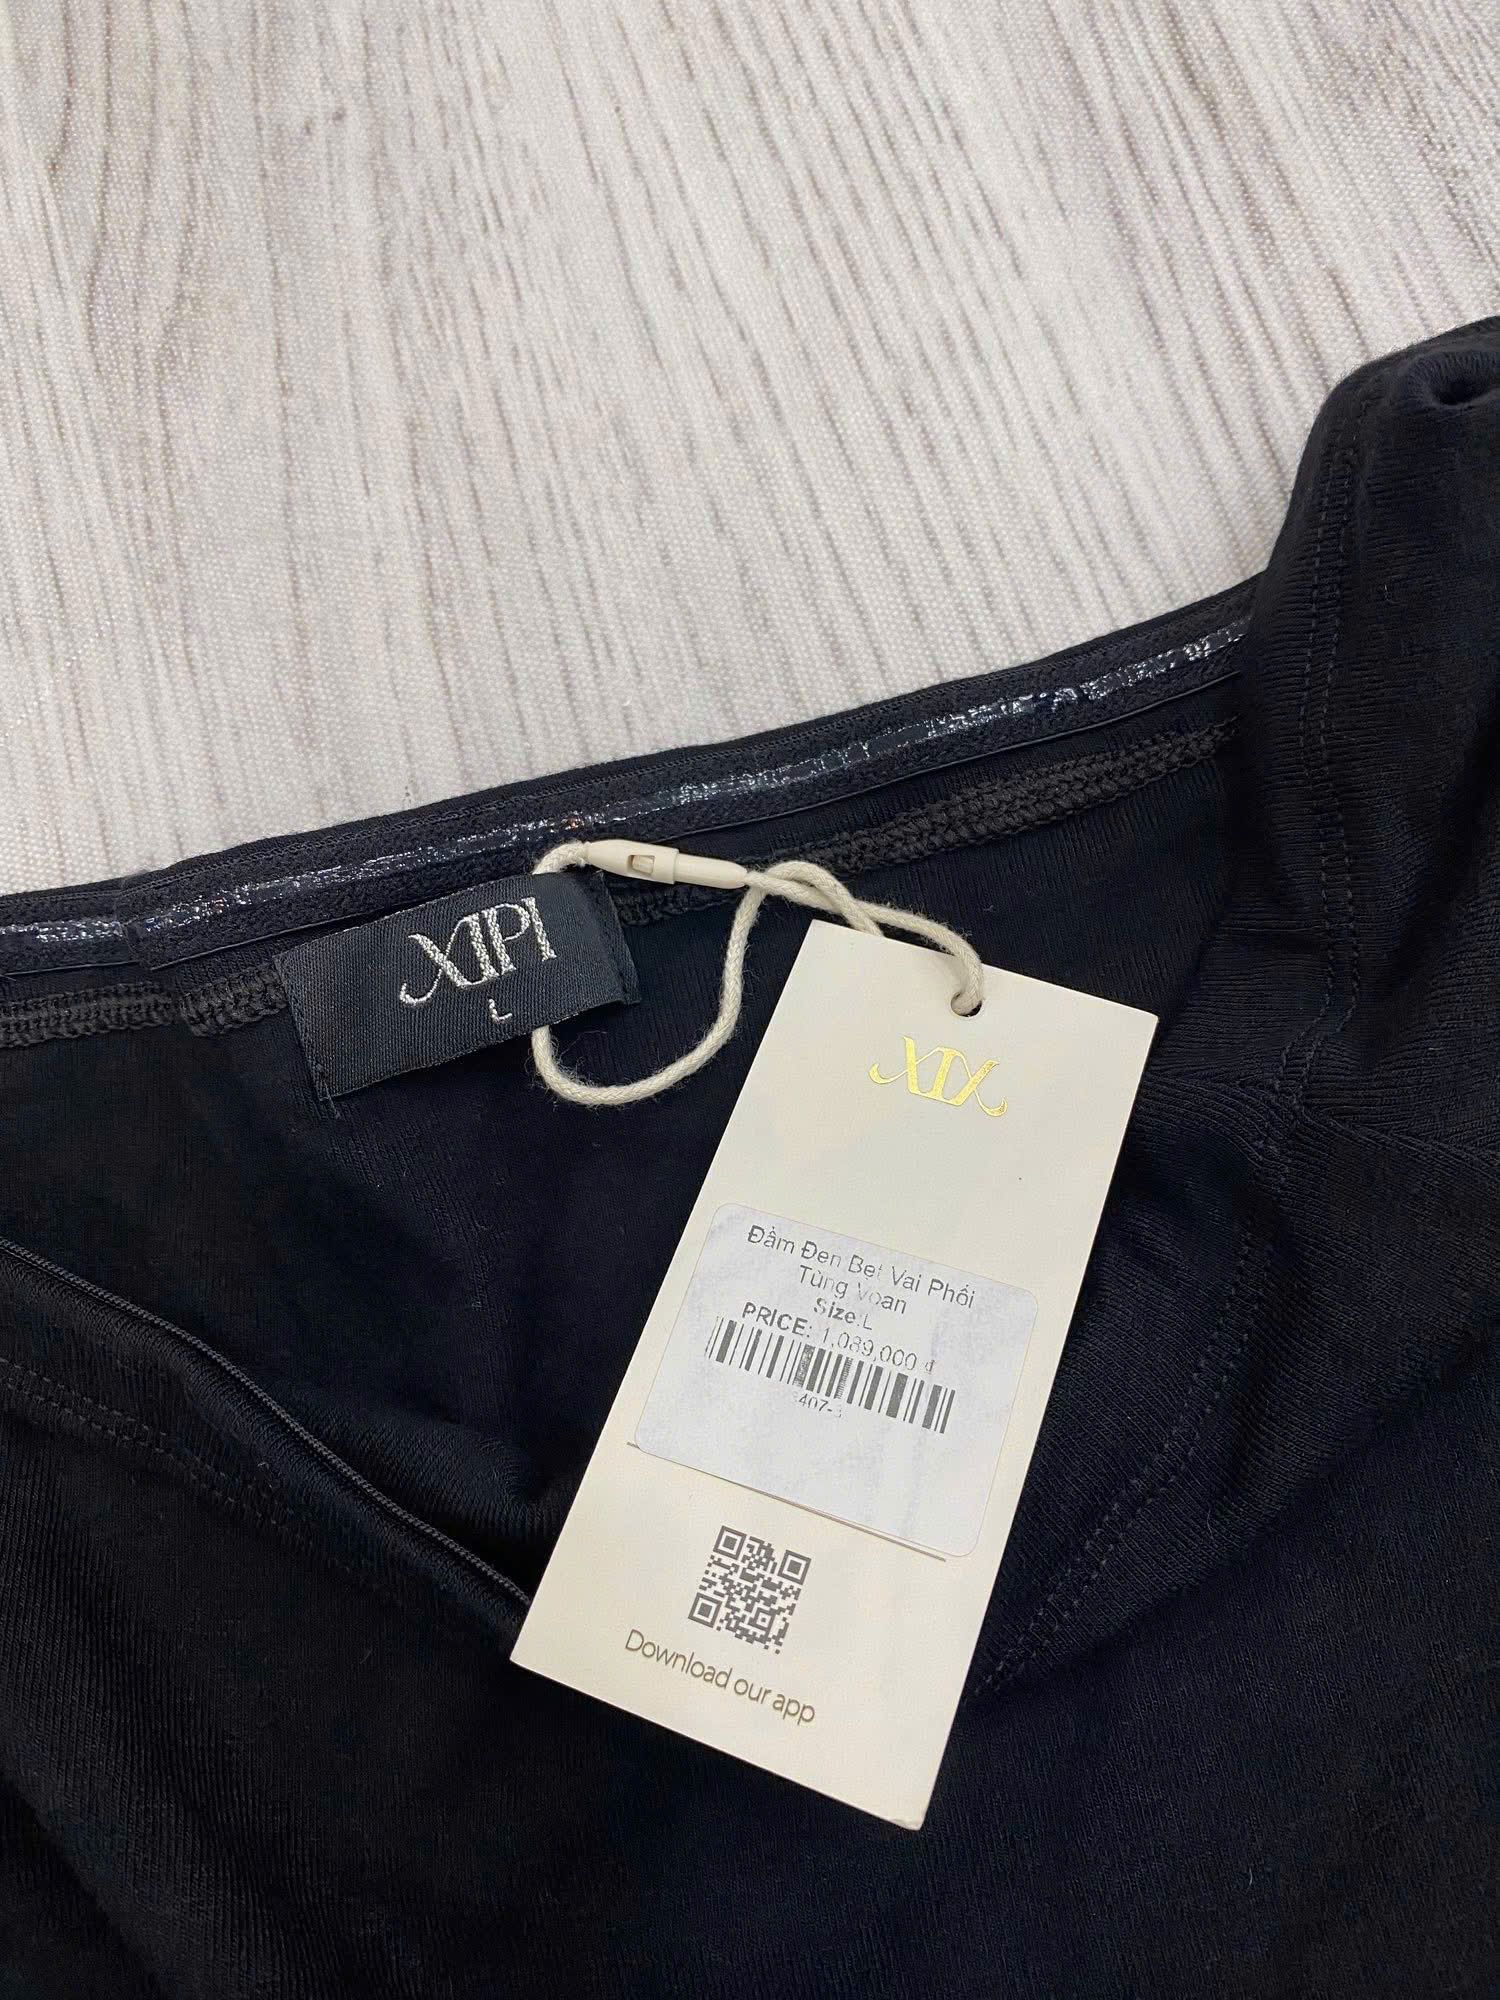 XIPI
L
XIX
Đầm Đen Bẹt Vai Phối
Tùng Voan
Size:L
PRICE: 1,089,000 đ
Download our app